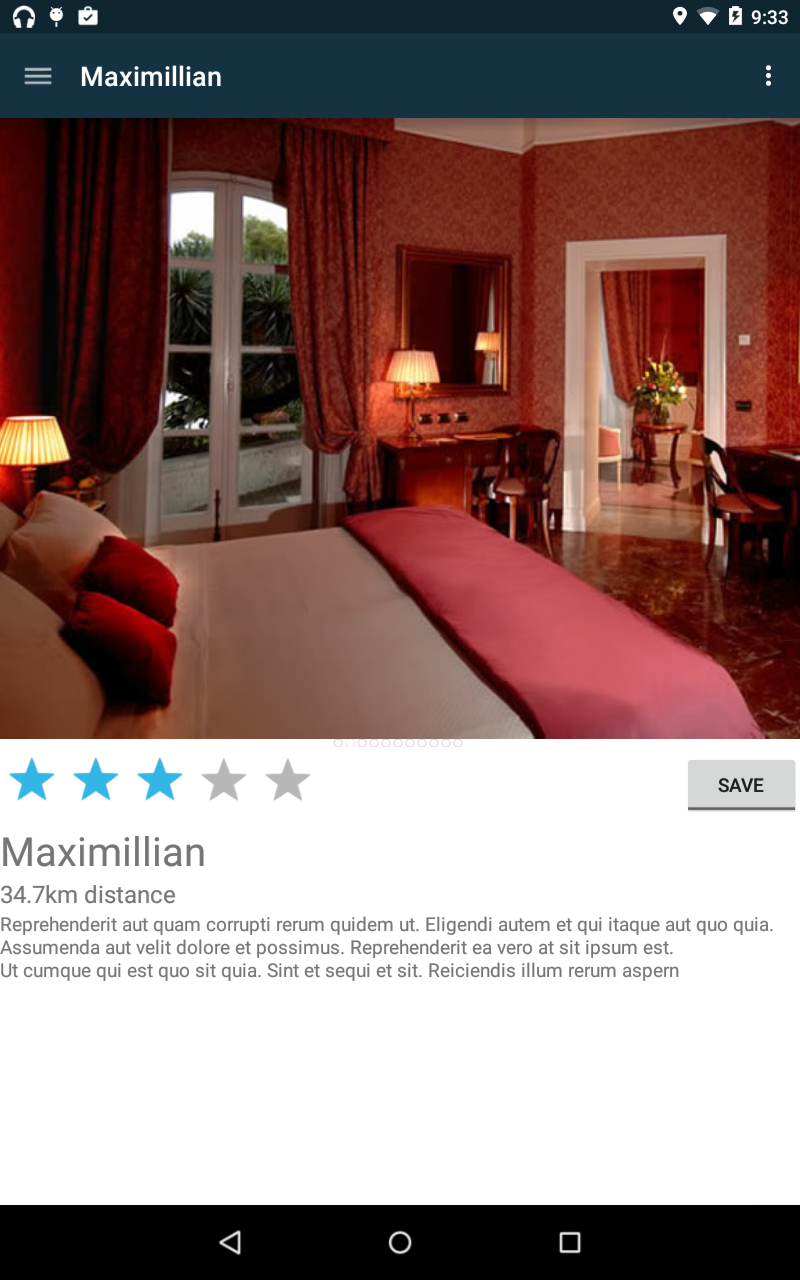 9:33
Maximillian
SAVE
Maximillian
34.7km distance
Reprehenderit aut quam corrupti rerum quidem ut. Eligendi autem et qui itaque aut quo quia.
Assumenda aut velit dolore et possimus. Reprehenderit ea vero at sit ipsum est.
Ut cumque qui est quo sit quia. Sint et sequi et sit. Reiciendis illum rerum aspern